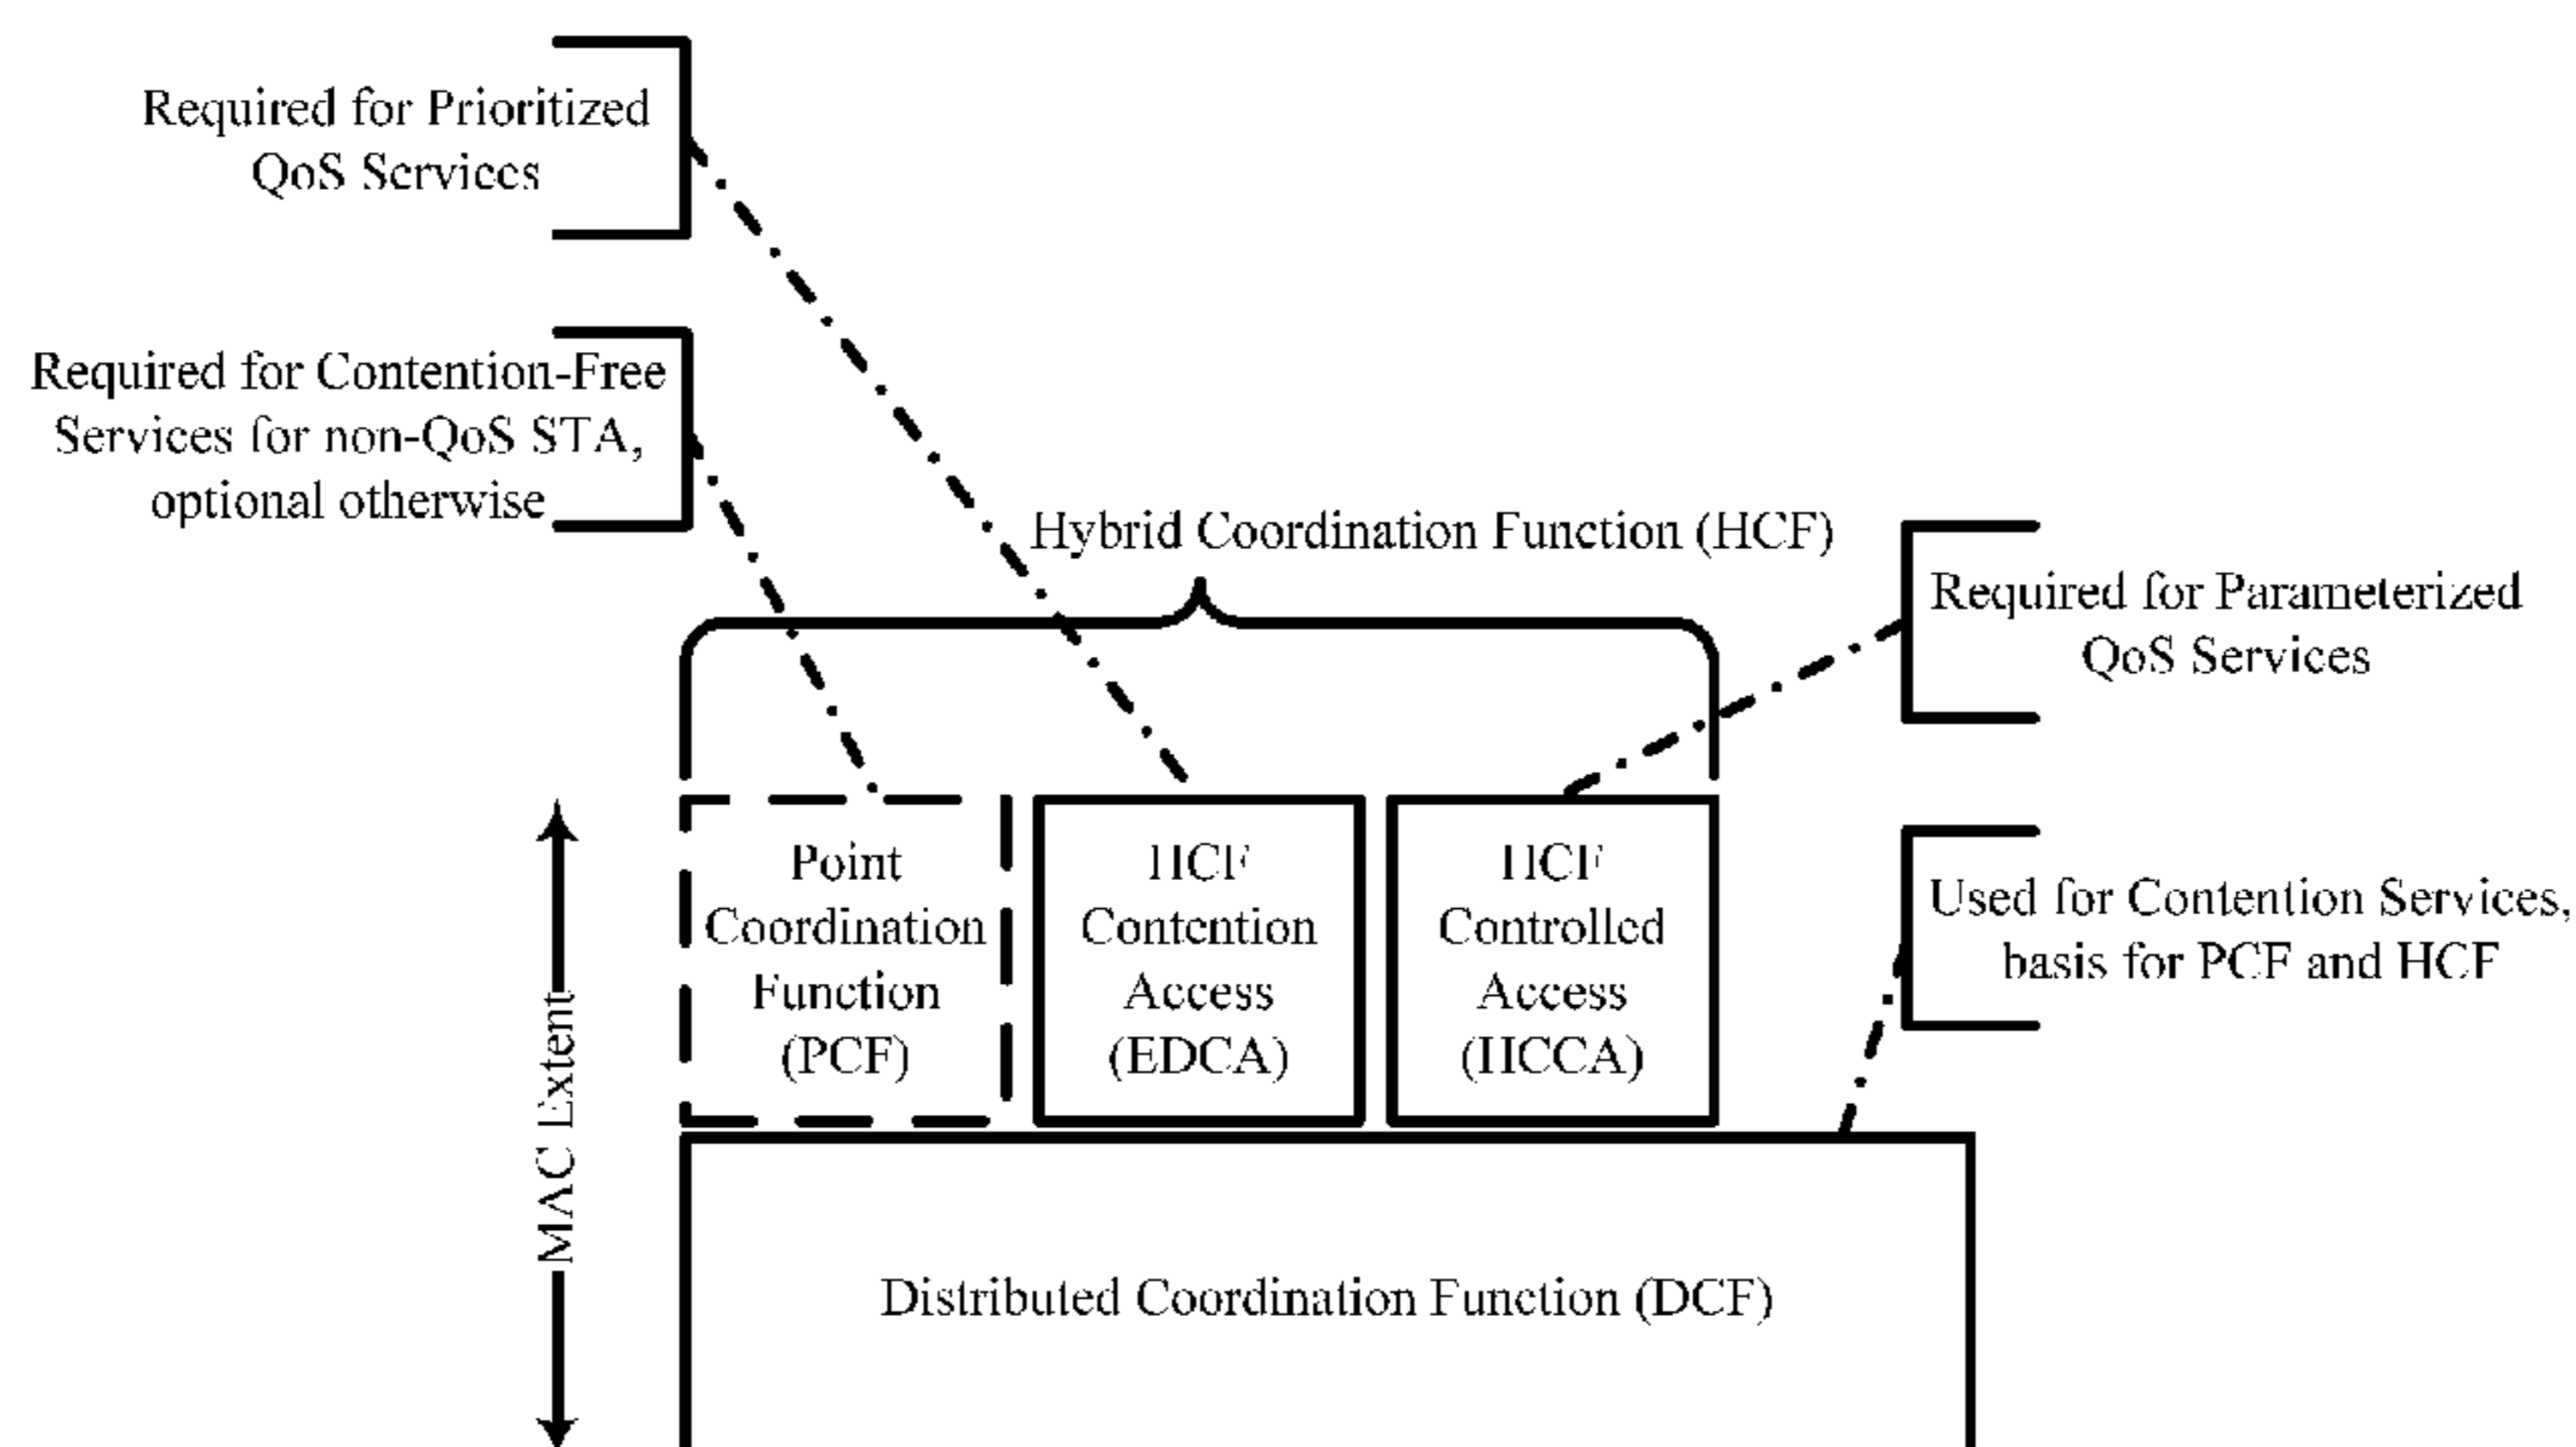 Required for Prioritized
QoS Services
Required for Contention-Free
Services for non-QoS STA,
optional otherwise
Hybrid Coordination Function (HCF)
Required for Parameterized
QoS Services
Point
Coordination
Function
(PCF)
HCF
Contention
Access
(EDCA)
HCF
Controlled
Access
(HCCA)
Used for Contention Services,
basis for PCF and HCF
MAC Extent
Distributed Coordination Function (DCF)